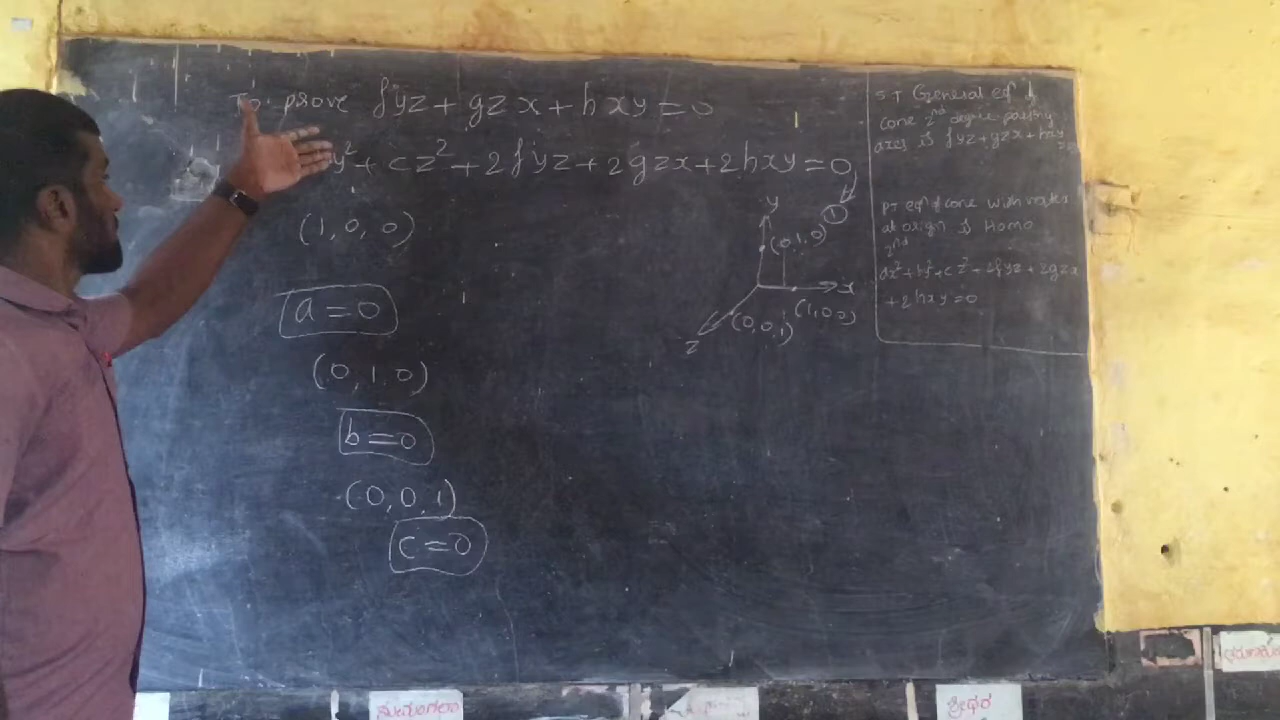 To prove fyz + gzx + hxy = 0
y² + cz² + 2fyz + 2gzx + 2hxy = 0
①
(1, 0, 0)
a = 0
(0, 1, 0)
b = 0
(0, 0, 1)
c = 0
y
(0, 1, 0)
x
(1, 0, 0)
(0, 0, 1)
z
S.T General eqⁿ of
cone 2nd degree passing
axes is fyz + gzx + hxy
P- eqⁿ of cone with vertex
at origin is Homo
2nd
ax² + by² + cz² + 2fyz + 2gzx
+ 2hxy = 0
ಶ್ರೀಧರ